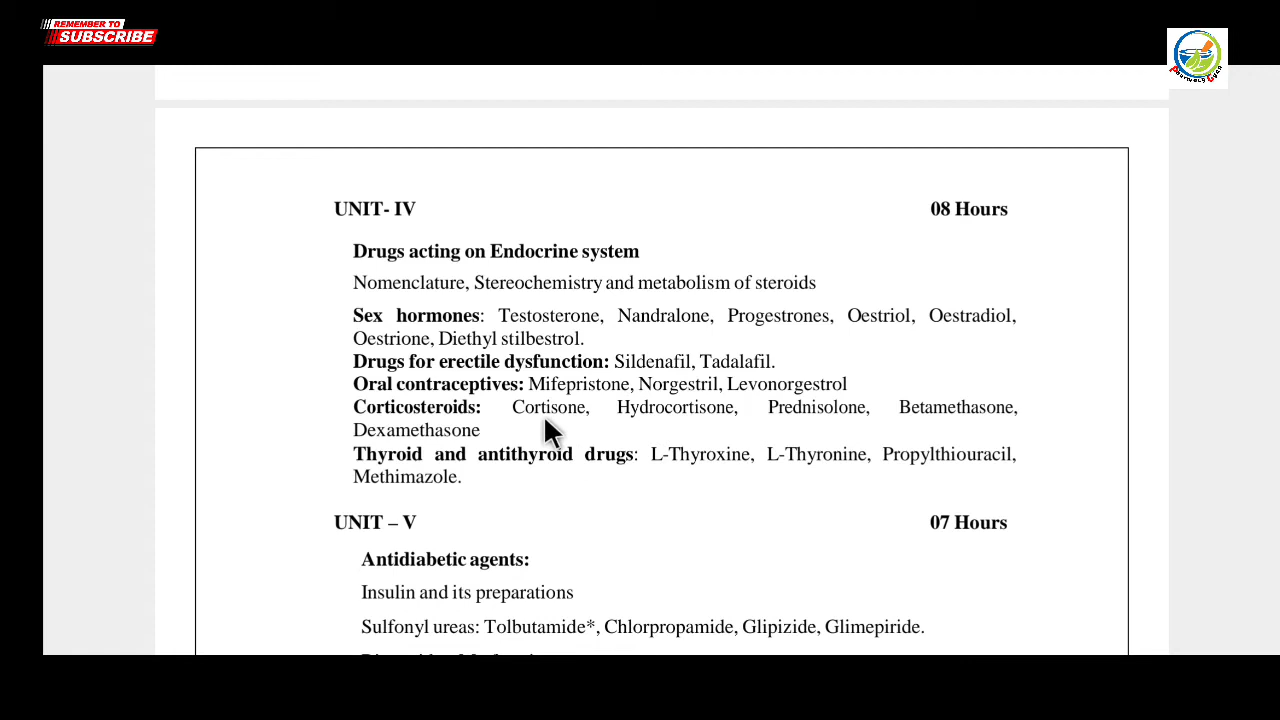 REMEMBER TO
SUBSCRIBE
UNIT- IV 08 Hours
Drugs acting on Endocrine system
Nomenclature, Stereochemistry and metabolism of steroids
Sex hormones: Testosterone, Nandralone, Progestrones, Oestriol, Oestradiol,
Oestrione, Diethyl stilbestrol.
Drugs for erectile dysfunction: Sildenafil, Tadalafil.
Oral contraceptives: Mifepristone, Norgestril, Levonorgestrol
Corticosteroids: Cortisone, Hydrocortisone, Prednisolone, Betamethasone,
Dexamethasone
Thyroid and antithyroid drugs: L-Thyroxine, L-Thyronine, Propylthiouracil,
Methimazole.
UNIT – V 07 Hours
Antidiabetic agents:
Insulin and its preparations
Sulfonyl ureas: Tolbutamide*, Chlorpropamide, Glipizide, Glimepiride.